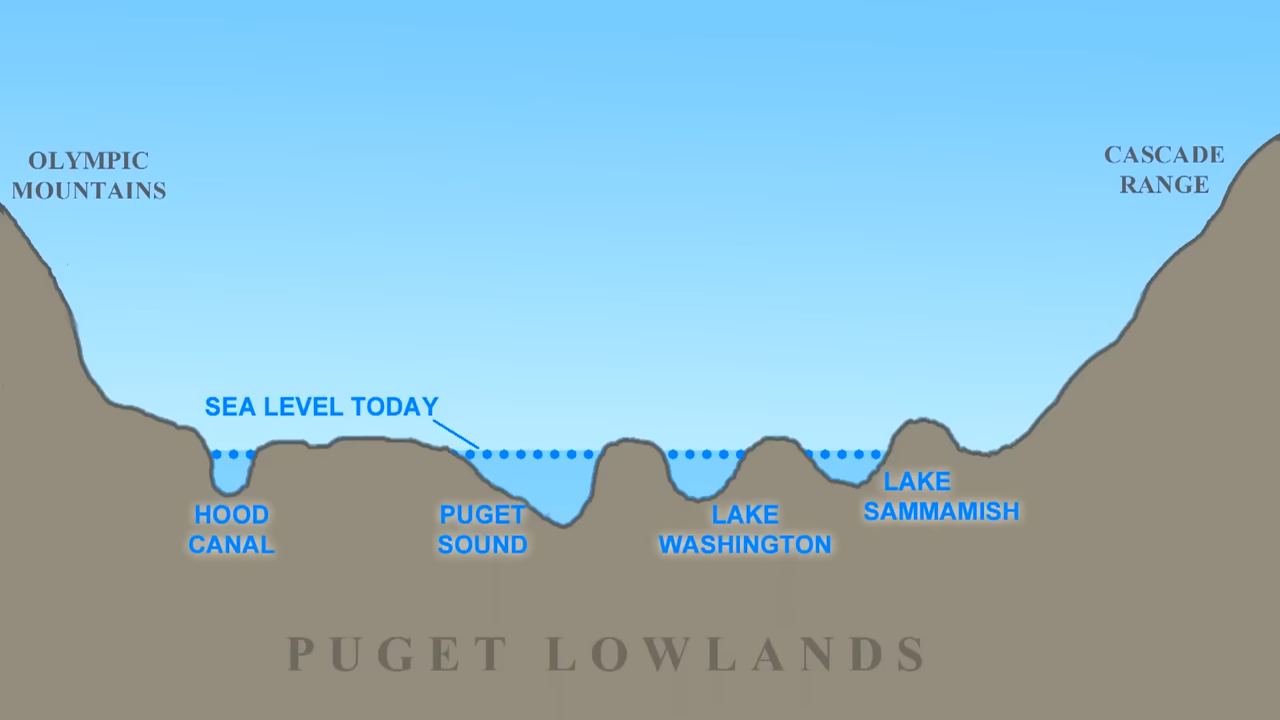 OLYMPIC
MOUNTAINS
CASCADE
RANGE
SEA LEVEL TODAY
HOOD
CANAL
PUGET
SOUND
LAKE
WASHINGTON
LAKE
SAMMAMISH
PUGET LOWLANDS